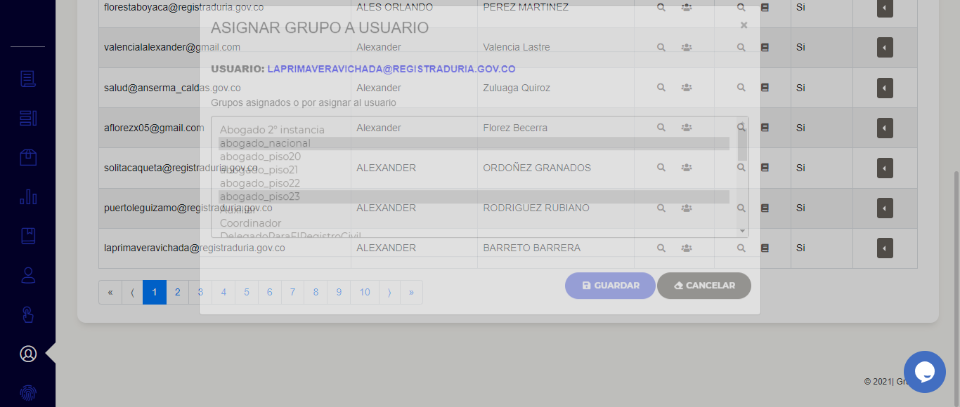 florestaboyaca@registraduria.gov.co ALES ORLANDO PEREZ MARTINEZ Si
ASIGNAR GRUPO A USUARIO ×
valencialalexander@gmail.com Alexander Valencia Lastre Si
USUARIO: LAPRIMAVERAVICHADA@REGISTRADURIA.GOV.CO
salud@anserma_caldas.gov.co Alexander Zuluaga Quiroz Si
Grupos asignados o por asignar al usuario
aflorezx05@gmail.com Alexander Florez Becerra Si
Abogado 2° instancia
abogado_nacional
abogado_piso20
solitacaqueta@registraduria.gov.co ALEXANDER ORDOÑEZ GRANADOS Si
abogado_piso21
abogado_piso22
abogado_piso23
puertoleguizamo@registraduria.gov.co ALEXANDER RODRIGUEZ RUBIANO Si
Coordinador
DelegadoParaElRegistroCivil
laprimaveravichada@registraduria.gov.co ALEXANDER BARRETO BARRERA Si
« ⟨ 1 2 3 4 5 6 7 8 9 10 ⟩ »
GUARDAR CANCELAR
© 2021|